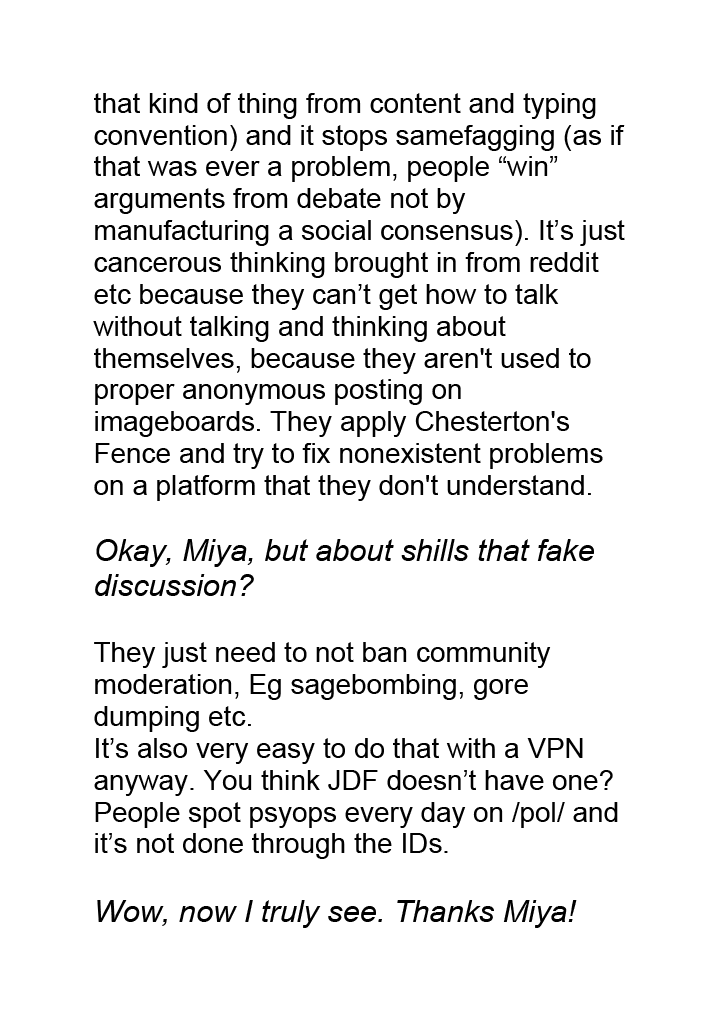 that kind of thing from content and typing
convention) and it stops samefagging (as if
that was ever a problem, people “win”
arguments from debate not by
manufacturing a social consensus). It’s just
cancerous thinking brought in from reddit
etc because they can’t get how to talk
without talking and thinking about
themselves, because they aren't used to
proper anonymous posting on
imageboards. They apply Chesterton's
Fence and try to fix nonexistent problems
on a platform that they don't understand.
Okay, Miya, but about shills that fake
discussion?
They just need to not ban community
moderation, Eg sagebombing, gore
dumping etc.
It’s also very easy to do that with a VPN
anyway. You think JDF doesn’t have one?
People spot psyops every day on /pol/ and
it’s not done through the IDs.
Wow, now I truly see. Thanks Miya!